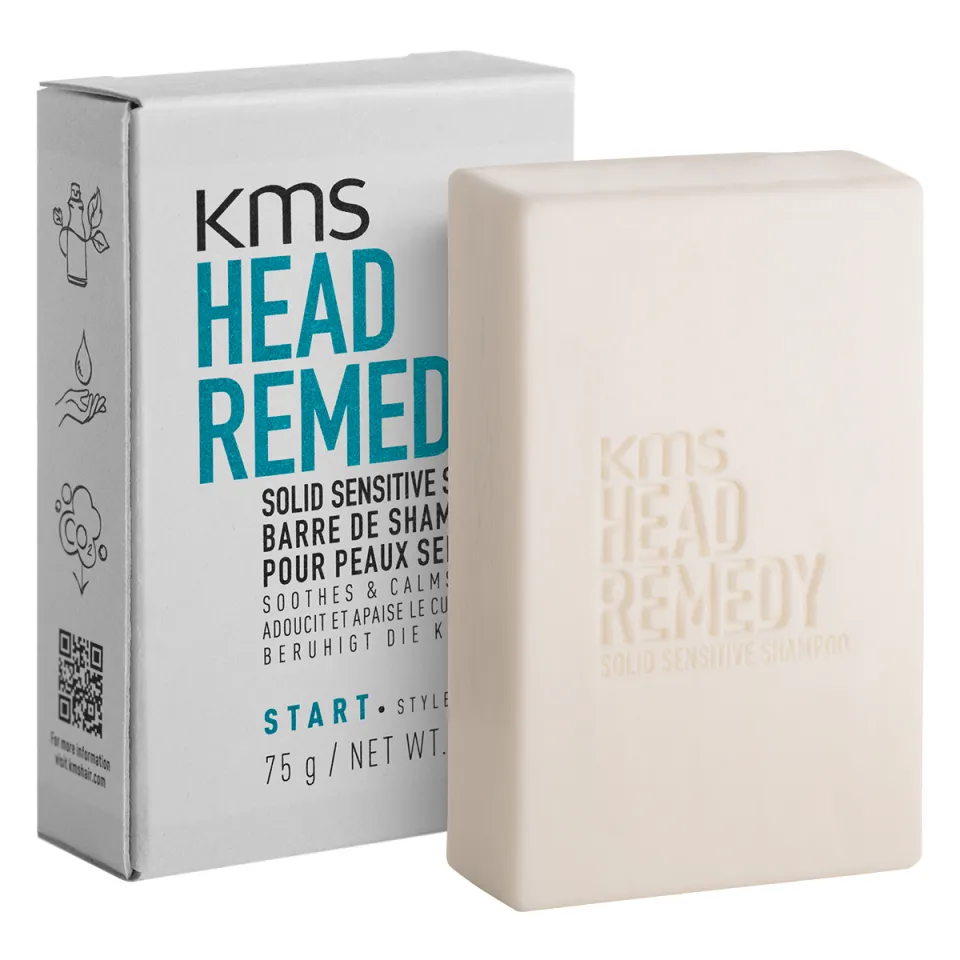 kms
HEAD
REMED
SOLID SENSITIVE S
BARRE DE SHAM
POUR PEAUX SE
SOOTHES & CALMS
ADOUCIT ET APAISE LE CU
BERUHIGT DIE K
START • STYLE
75 g / NET WT.
CO2
For more information
visit kmshair.com
kms
HEAD
REMEDY
SOLID SENSITIVE SHAMPOO